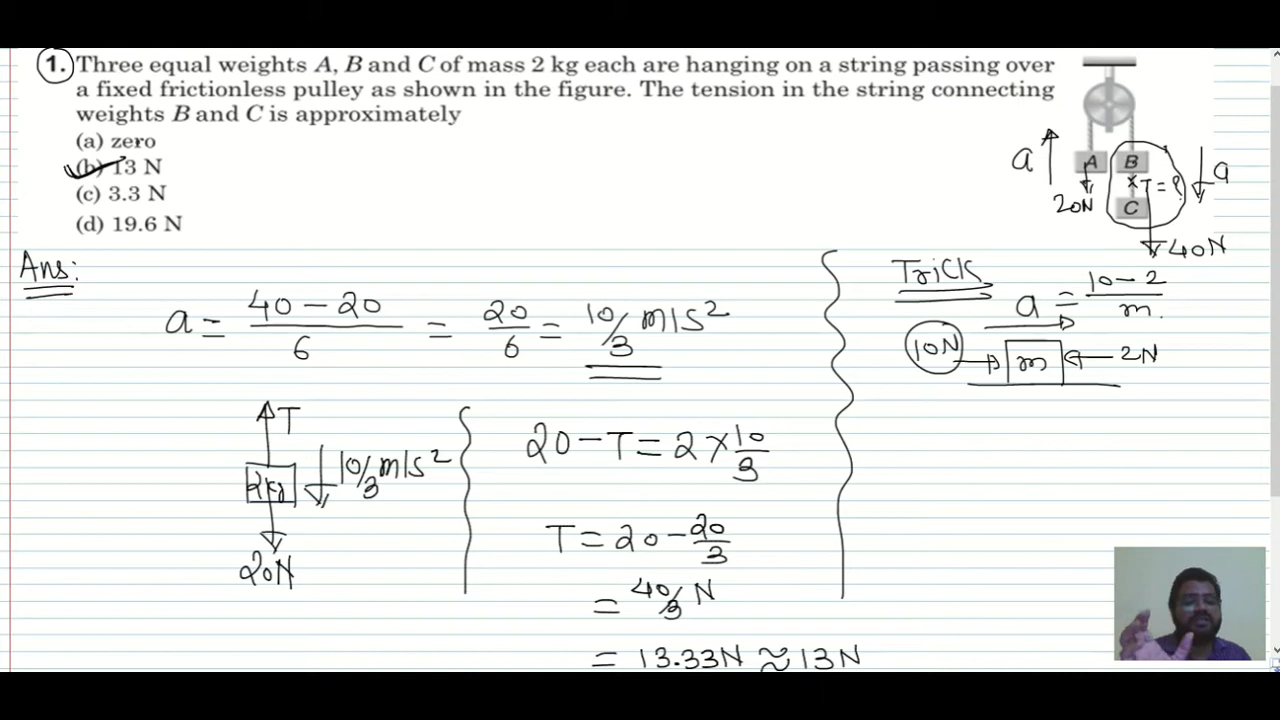 1. Three equal weights A, B and C of mass 2 kg each are hanging on a string passing over
a fixed frictionless pulley as shown in the figure. The tension in the string connecting
weights B and C is approximately
(a) zero
(b) 13 N
(c) 3.3 N
(d) 19.6 N
a
A
B
a
20N
T = ?
C
40N
Ans:
a = 40 - 20 / 6 = 20/6 = 10/3 m/s²
T
2kg
10/3 m/s²
20N
20 - T = 2 × 10/3
T = 20 - 20/3
= 40/3 N
= 13.33N ≈ 13N
Trick
a = 10 - 2 / m.
10N
m
2N